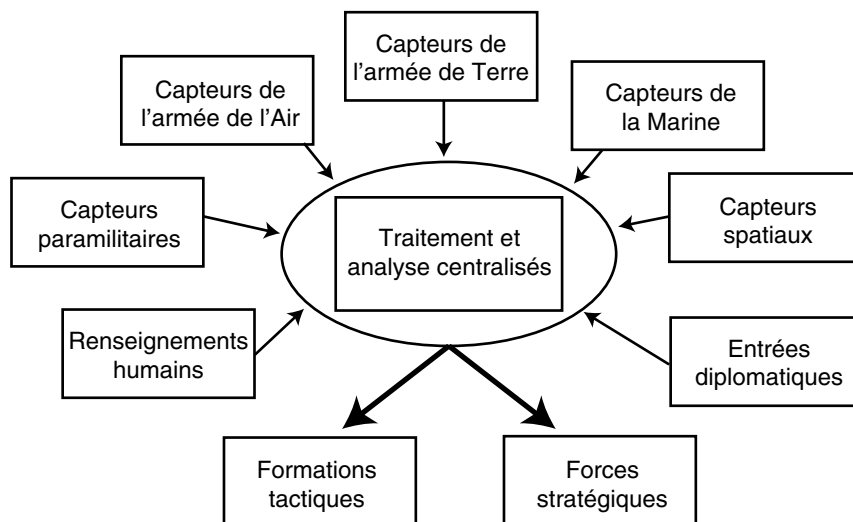 Capteurs de
l'armée de Terre
Capteurs de
l'armée de l'Air
Capteurs de
la Marine
Capteurs
paramilitaires
Traitement et
analyse centralisés
Capteurs
spatiaux
Renseignements
humains
Entrées
diplomatiques
Formations
tactiques
Forces
stratégiques